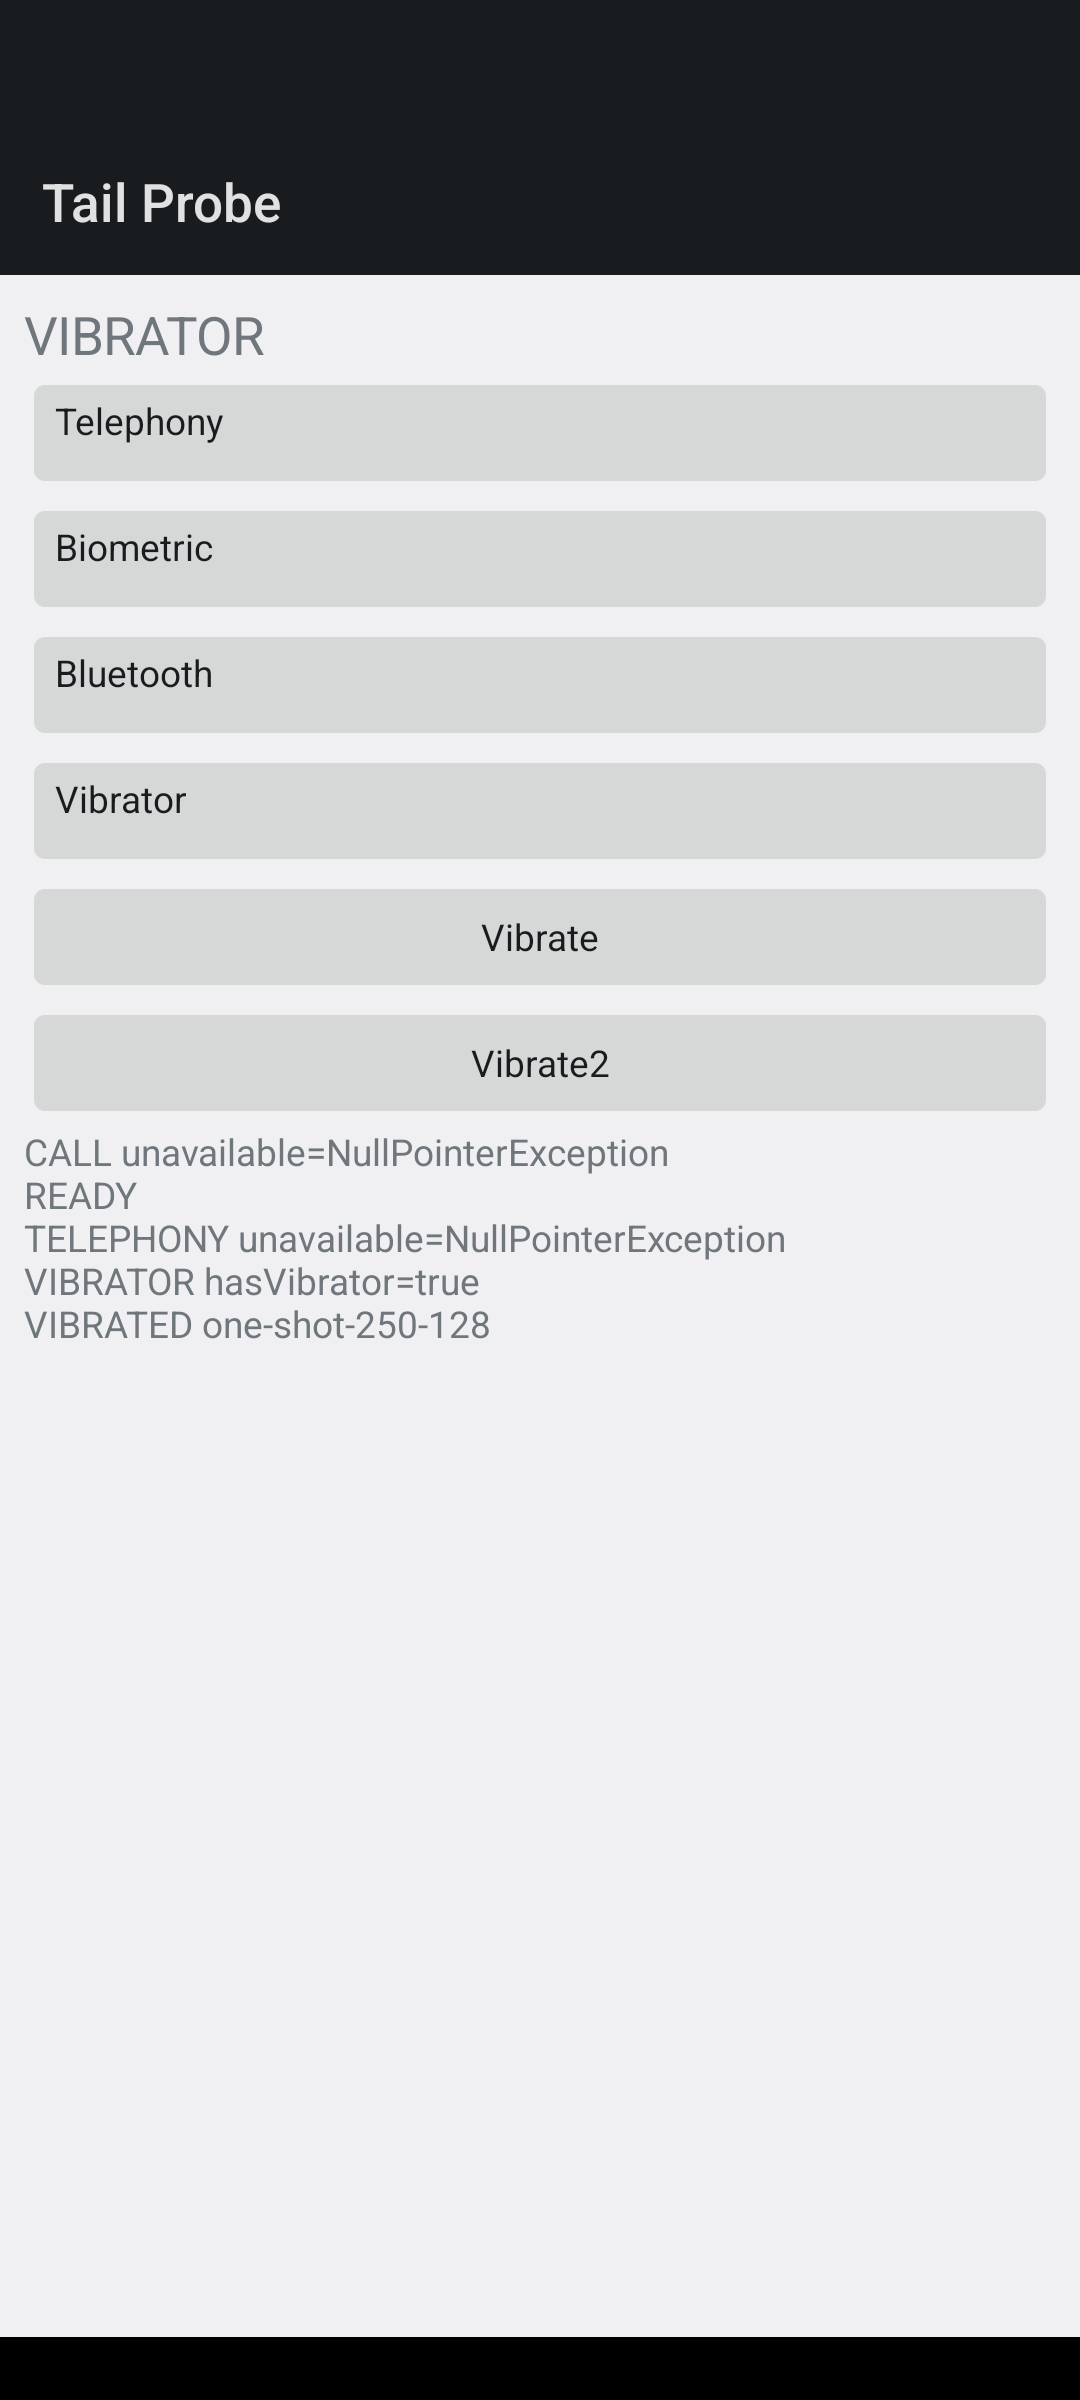 Tail Probe
VIBRATOR
Telephony
Biometric
Bluetooth
Vibrator
Vibrate
Vibrate2
CALL unavailable=NullPointerException
READY
TELEPHONY unavailable=NullPointerException
VIBRATOR hasVibrator=true
VIBRATED one-shot-250-128